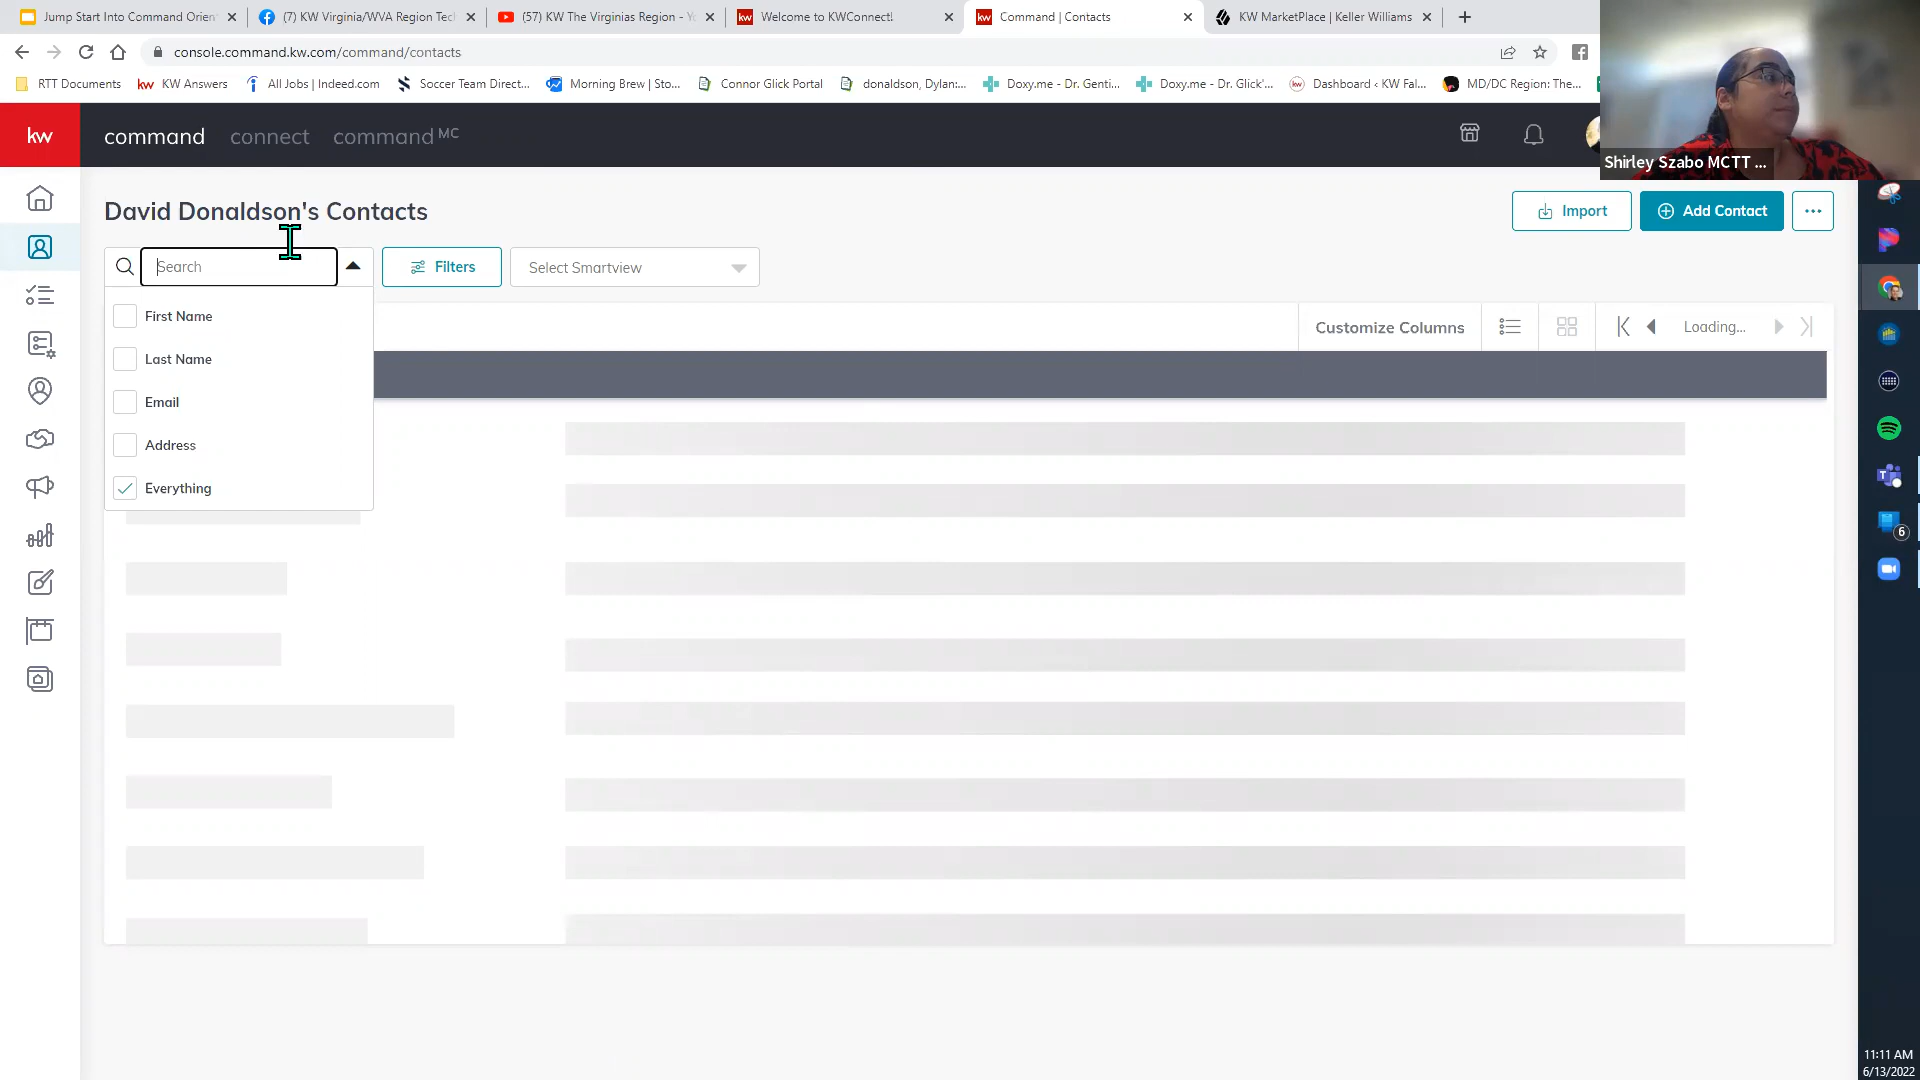 Jump Start Into Command Orien
(7) KW Virginia/WVA Region Tec
(57) KW The Virginias Region - Yo
kw Welcome to KWConnect!
kw Command | Contacts
KW MarketPlace | Keller Williams
console.command.kw.com/command/contacts
RTT Documents
kw KW Answers
All Jobs | Indeed.com
Soccer Team Direct...
Morning Brew | Sto...
Connor Glick Portal
donaldson, Dylan:...
Doxy.me - Dr. Genti...
Doxy.me - Dr. Glick'...
Dashboard ‹ KW Fal...
MD/DC Region: The...
kw
command
connect
command MC
Shirley Szabo MCTT ...
David Donaldson's Contacts
Import
Add Contact
Search
Filters
Select Smartview
First Name
Last Name
Email
Address
Everything
Customize Columns
Loading...
6
11:11 AM
6/13/2022